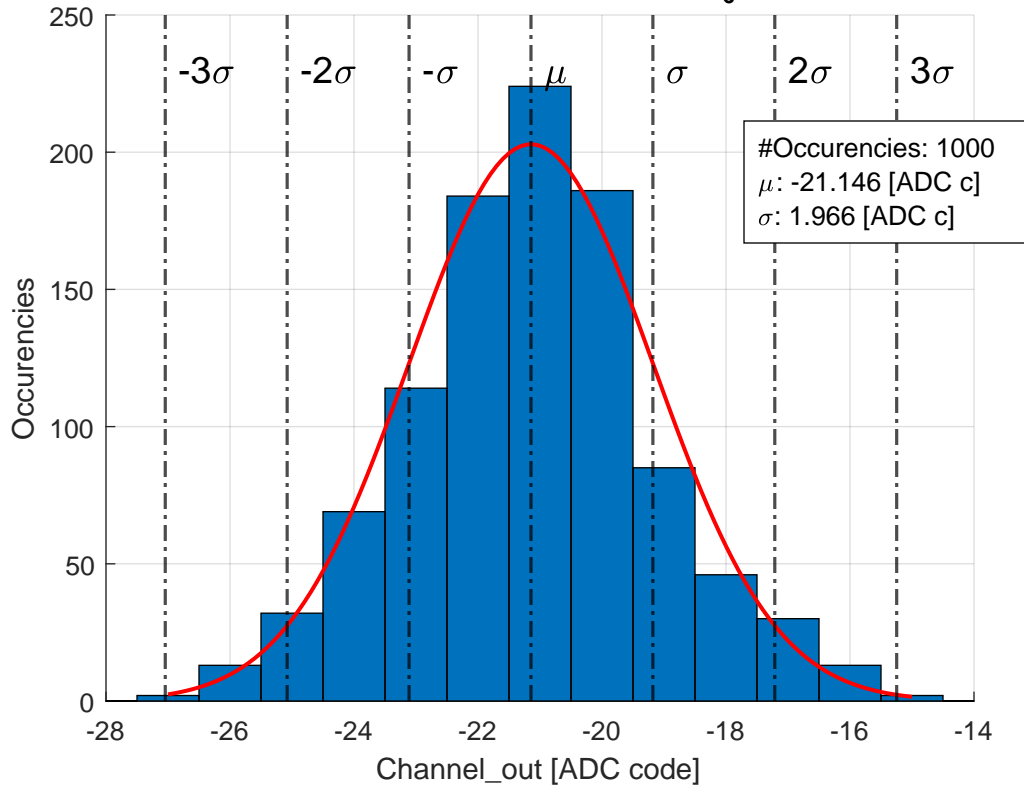 250
200
150
100
50
0
-3σ -2σ -σ μ σ 2σ 3σ
#Occurencies: 1000
μ: -21.146 [ADC c]
σ: 1.966 [ADC c]
Occurencies
-28 -26 -24 -22 -20 -18 -16 -14
Channel_out [ADC code]